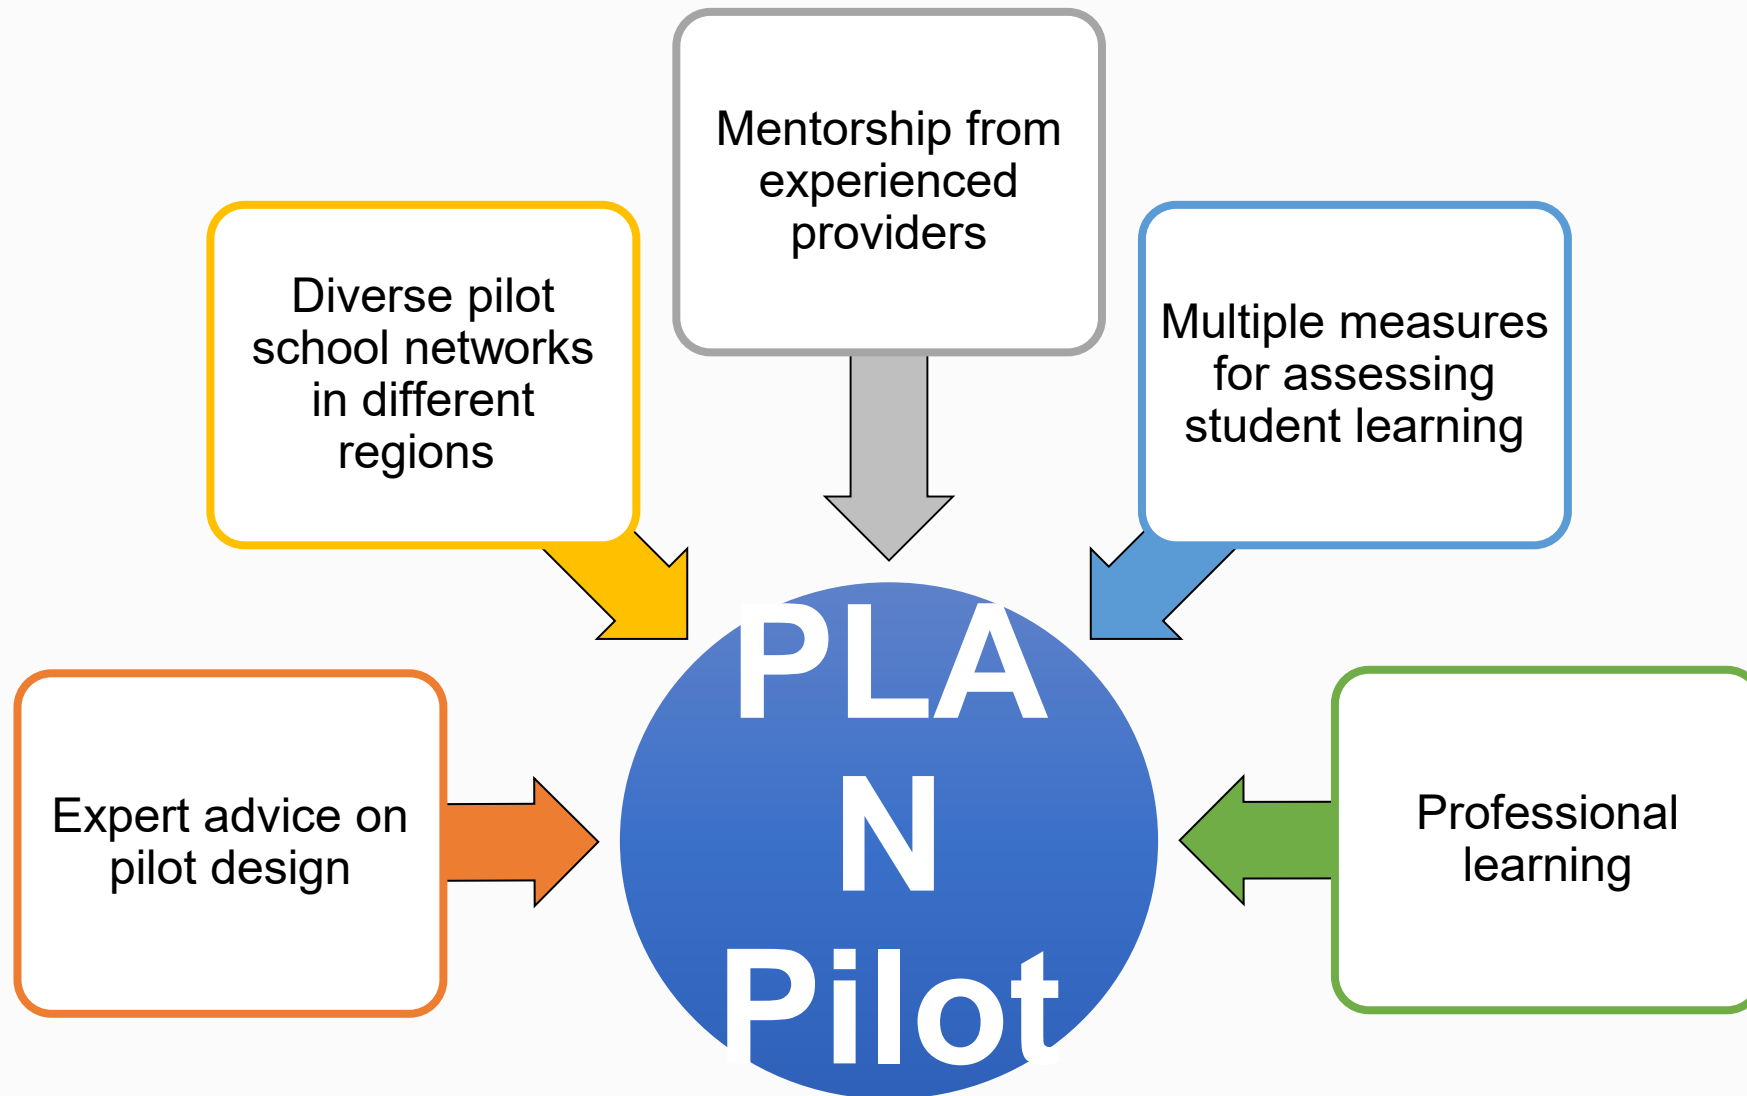 Mentorship from
experienced
providers
Diverse pilot
school networks
in different
regions
Multiple measures
for assessing
student learning
Expert advice on
pilot design
Professional
learning
PLA
N
Pilot